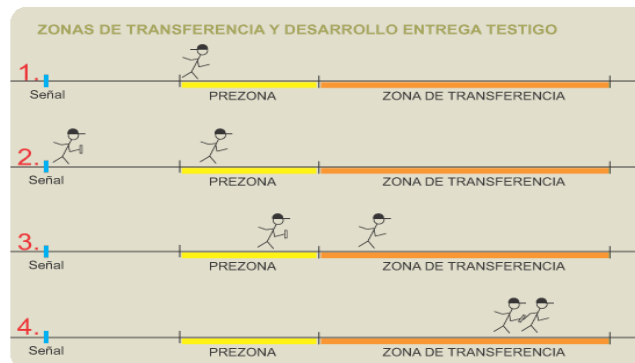 ZONAS DE TRANSFERENCIA Y DESARROLLO ENTREGA TESTIGO
1.
Señal PREZONA ZONA DE TRANSFERENCIA
2.
Señal PREZONA ZONA DE TRANSFERENCIA
3.
Señal PREZONA ZONA DE TRANSFERENCIA
4.
Señal PREZONA ZONA DE TRANSFERENCIA